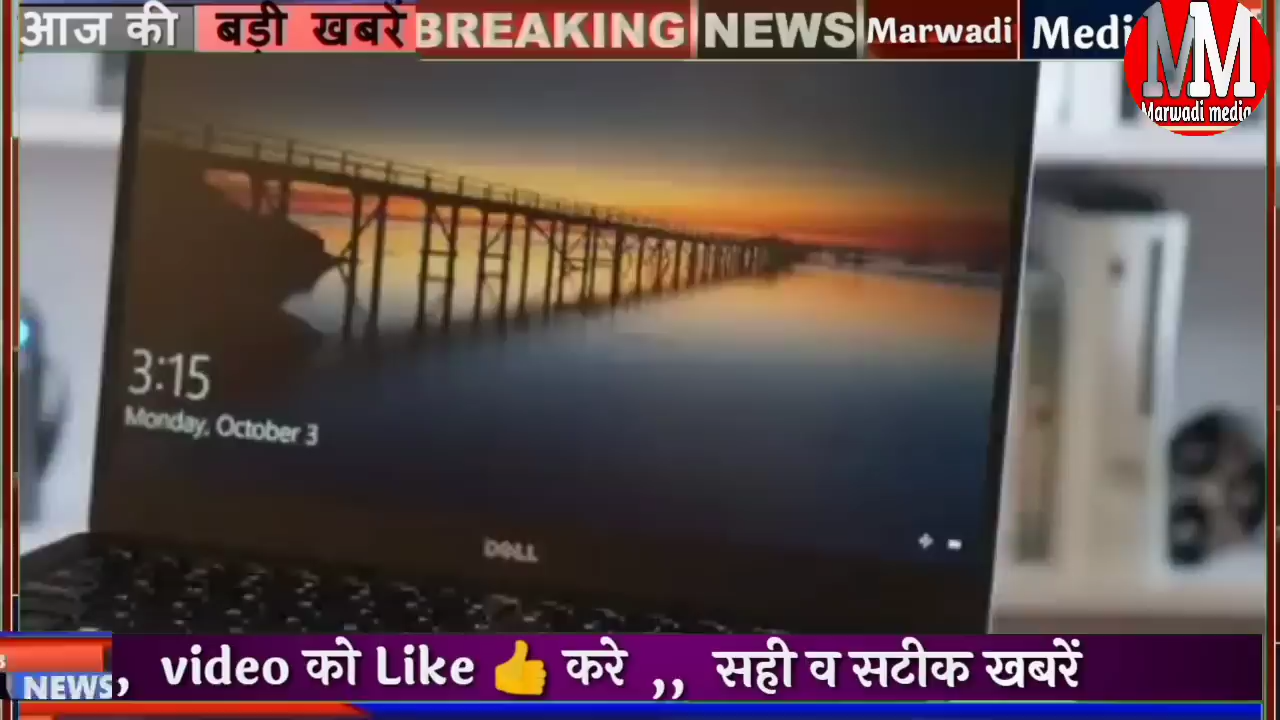 आज की बड़ी खबरें BREAKING NEWS Marwadi Medi
MM
Marwadi media
3:15
Monday, October 3
DELL
, video को Like 👍 करे ,, सही व सटीक खबरें
NEWS